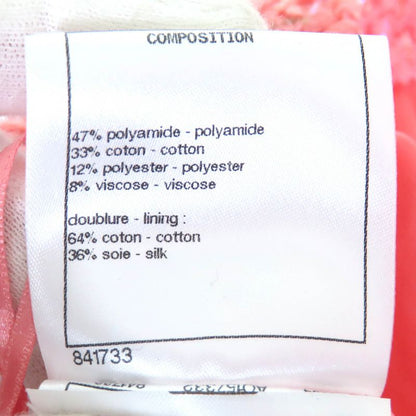 COMPOSITION
47% polyamide - polyamide
33% coton - cotton
12% polyester - polyester
8% viscose - viscose
doublure - lining :
64% coton - cotton
36% soie - silk
841733